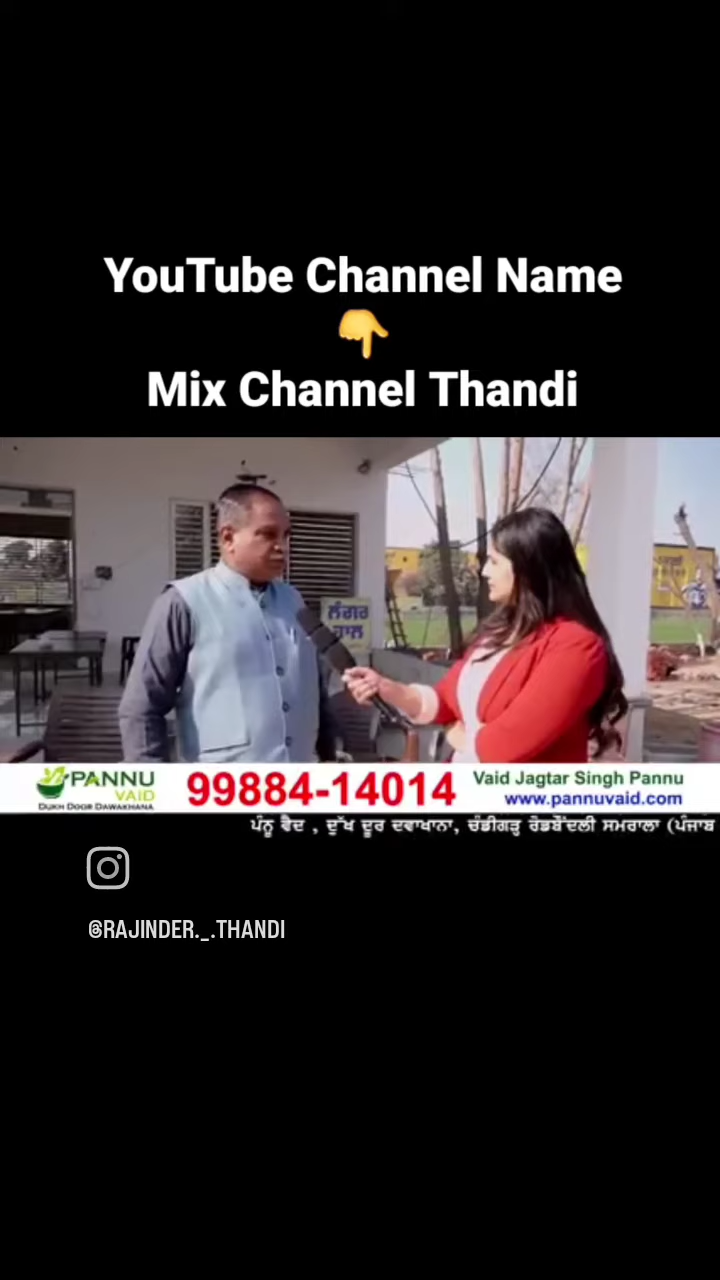 YouTube Channel Name
👇
Mix Channel Thandi
ਲੰਗਰ
ਹਾਲ
PANNU
VAID
DUKH DOOR DAWAKHANA
99884-14014
Vaid Jagtar Singh Pannu
www.pannuvaid.com
ਪੰਨੂ ਵੈਦ , ਦੁੱਖ ਦੂਰ ਦਵਾਖਾਨਾ, ਚੰਡੀਗੜ੍ਹ ਰੋਡਬੌਂਦਲੀ ਸਮਰਾਲਾ (ਪੰਜਾਬ
@RAJINDER._.THANDI